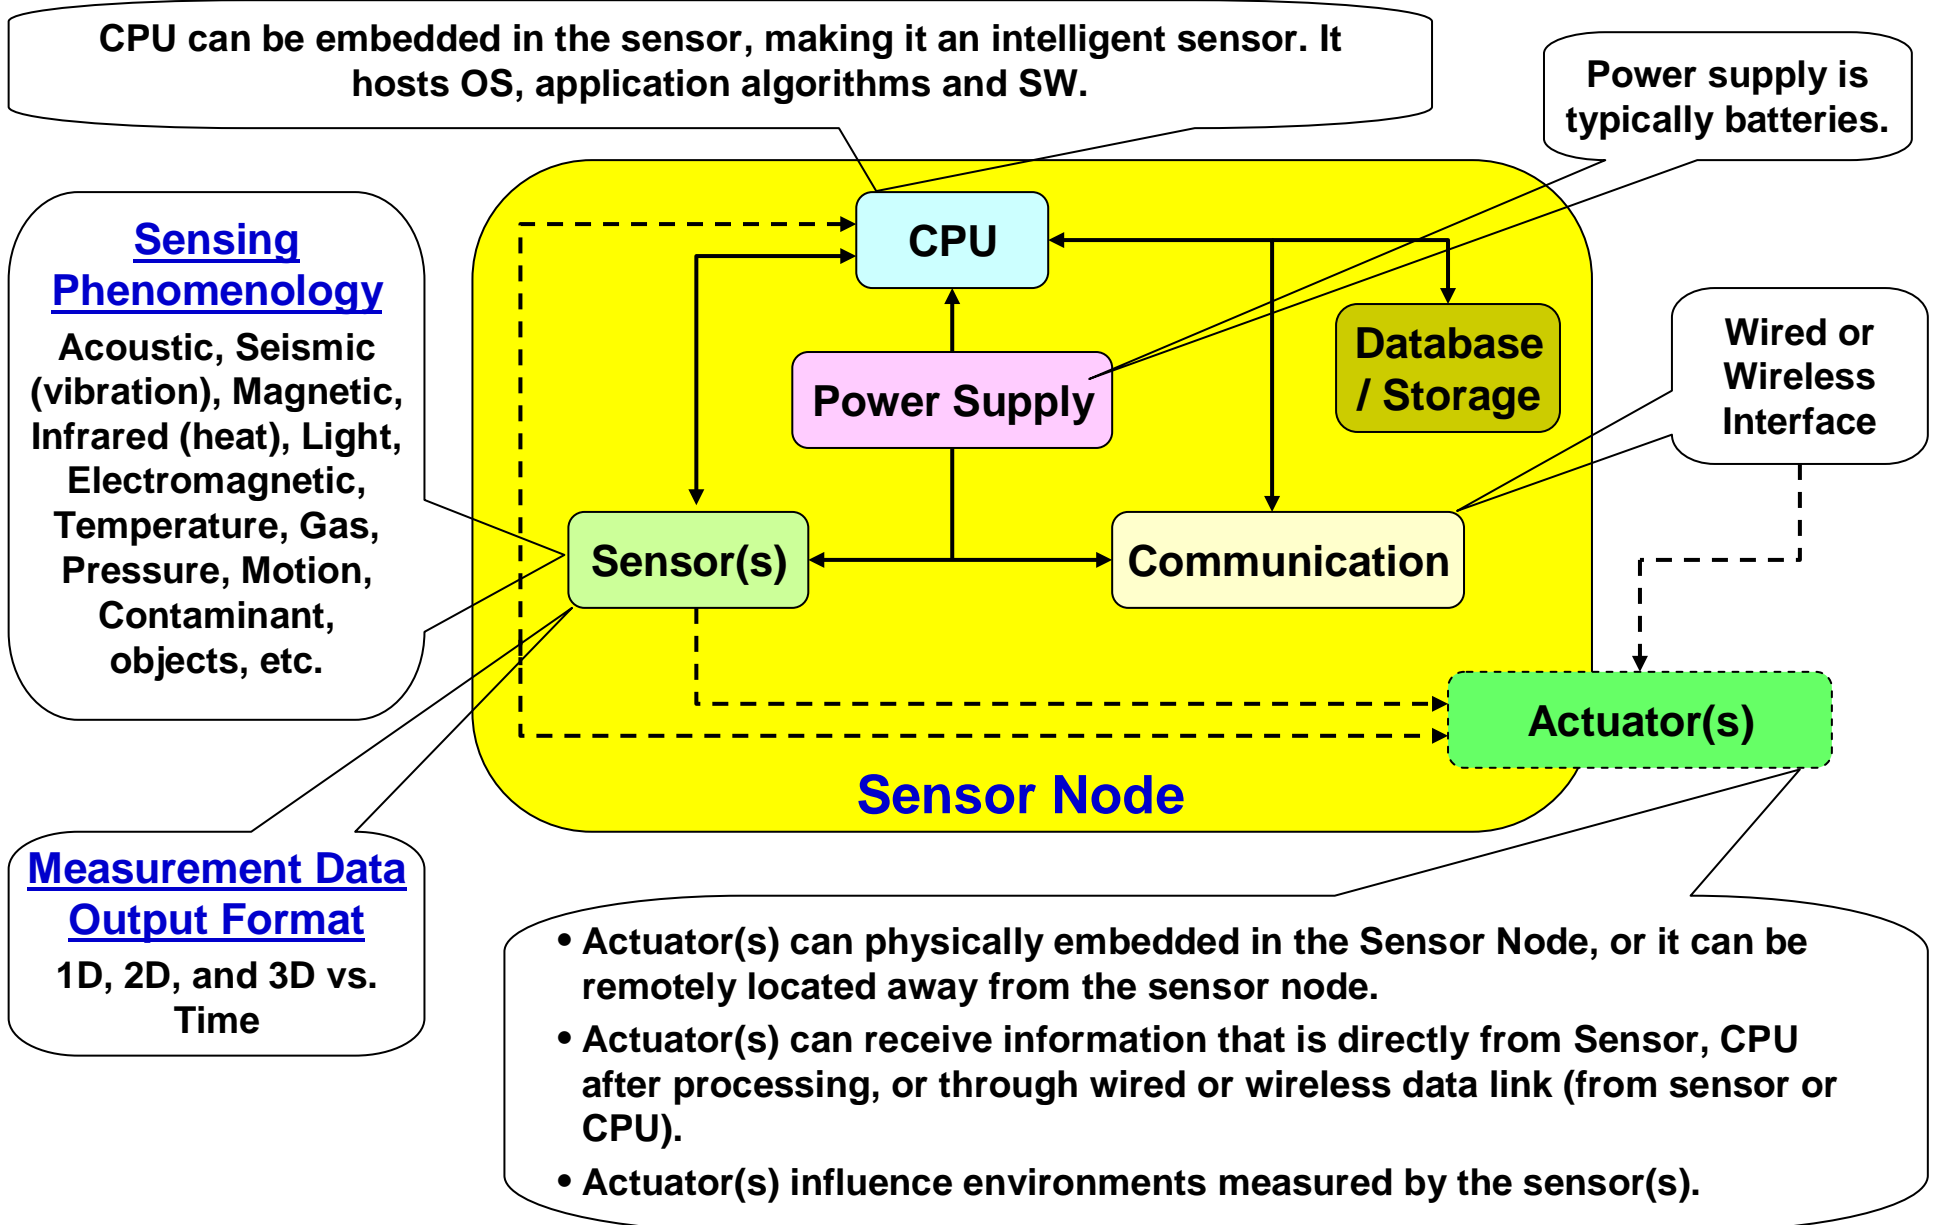 CPU can be embedded in the sensor, making it an intelligent sensor. It
hosts OS, application algorithms and SW.
Power supply is
typically batteries.
Sensing
Phenomenology
Acoustic, Seismic
(vibration), Magnetic,
Infrared (heat), Light,
Electromagnetic,
Temperature, Gas,
Pressure, Motion,
Contaminant,
objects, etc.
CPU
Power Supply
Database
/ Storage
Wired or
Wireless
Interface
Sensor(s)
Communication
Actuator(s)
Sensor Node
Measurement Data
Output Format
1D, 2D, and 3D vs.
Time
• Actuator(s) can physically embedded in the Sensor Node, or it can be
remotely located away from the sensor node.
• Actuator(s) can receive information that is directly from Sensor, CPU
after processing, or through wired or wireless data link (from sensor or
CPU).
• Actuator(s) influence environments measured by the sensor(s).